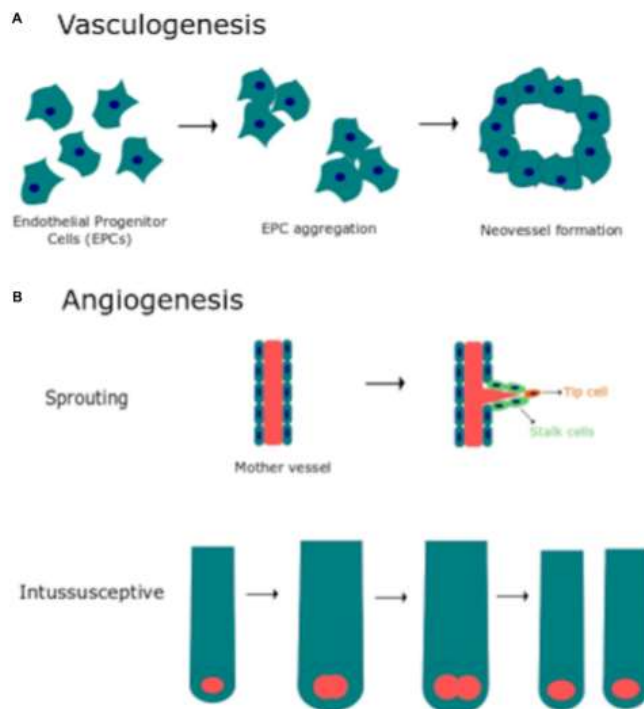 A
Vasculogenesis
Endothelial Progenitor
Cells (EPCs)
EPC aggregation
Neovessel formation
B
Angiogenesis
Sprouting
Mother vessel
Tip cell
Stalk cells
Intussusceptive